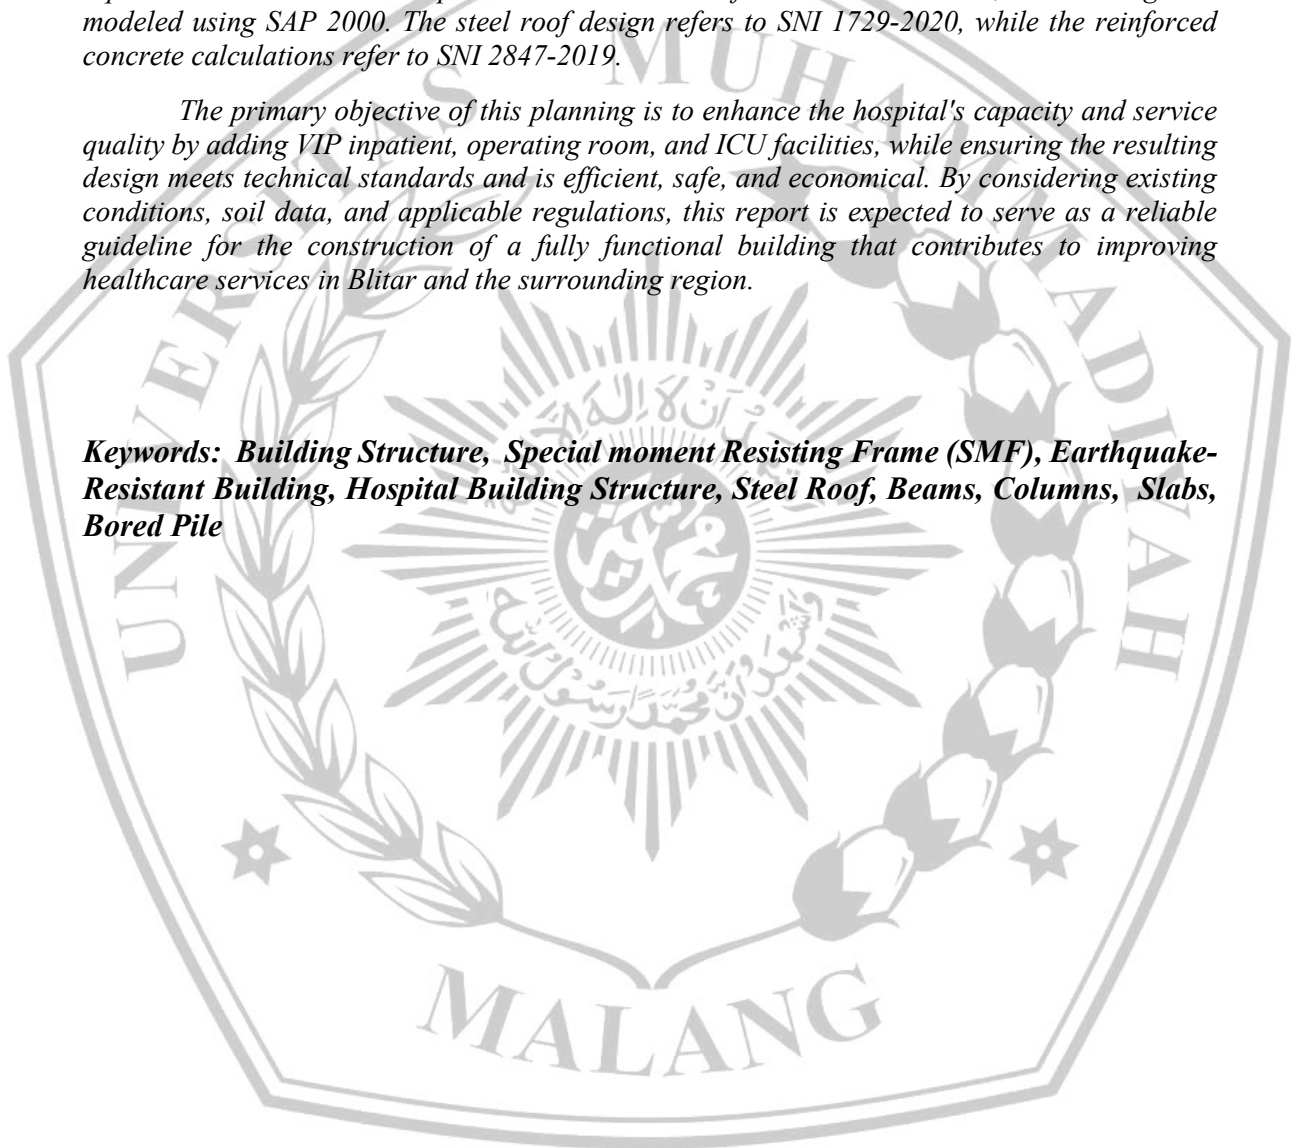 modeled using SAP 2000. The steel roof design refers to SNI 1729-2020, while the reinforced
concrete calculations refer to SNI 2847-2019.
The primary objective of this planning is to enhance the hospital's capacity and service
quality by adding VIP inpatient, operating room, and ICU facilities, while ensuring the resulting
design meets technical standards and is efficient, safe, and economical. By considering existing
conditions, soil data, and applicable regulations, this report is expected to serve as a reliable
guideline for the construction of a fully functional building that contributes to improving
healthcare services in Blitar and the surrounding region.
Keywords: Building Structure, Special moment Resisting Frame (SMF), Earthquake-
Resistant Building, Hospital Building Structure, Steel Roof, Beams, Columns, Slabs,
Bored Pile
UNIVERSITAS MUHAMMADIYAH
MALANG